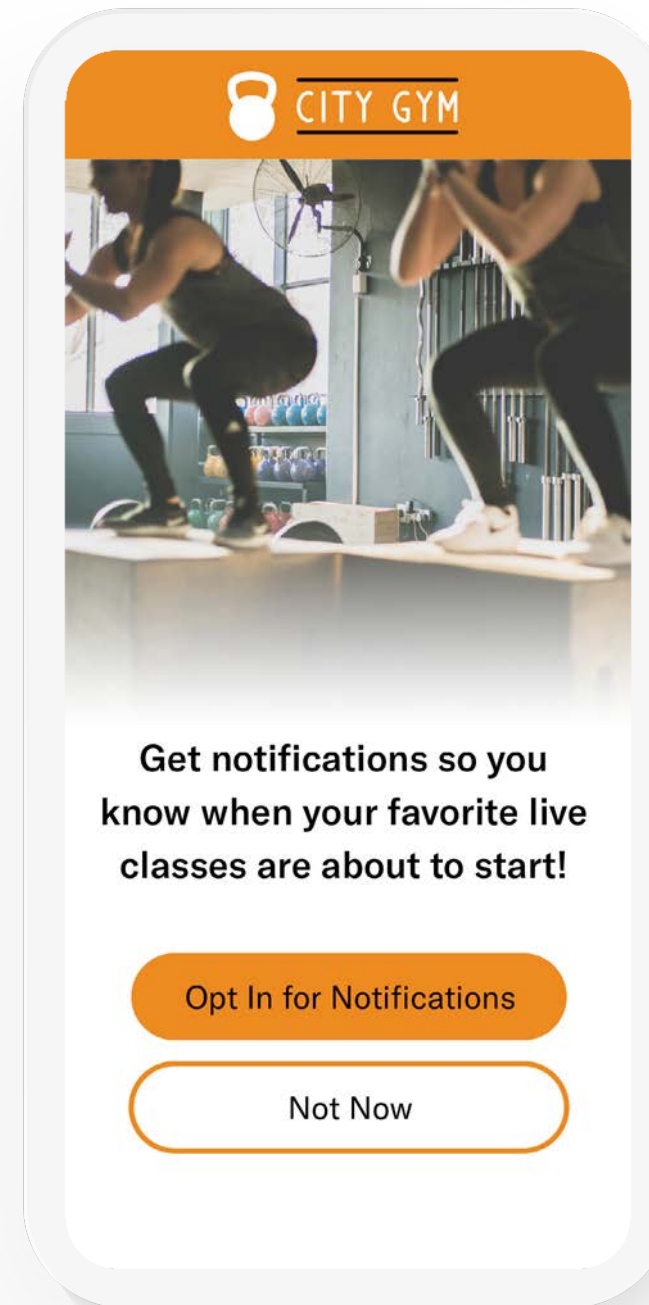 CITY GYM
Get notifications so you
know when your favorite live
classes are about to start!
Opt In for Notifications
Not Now